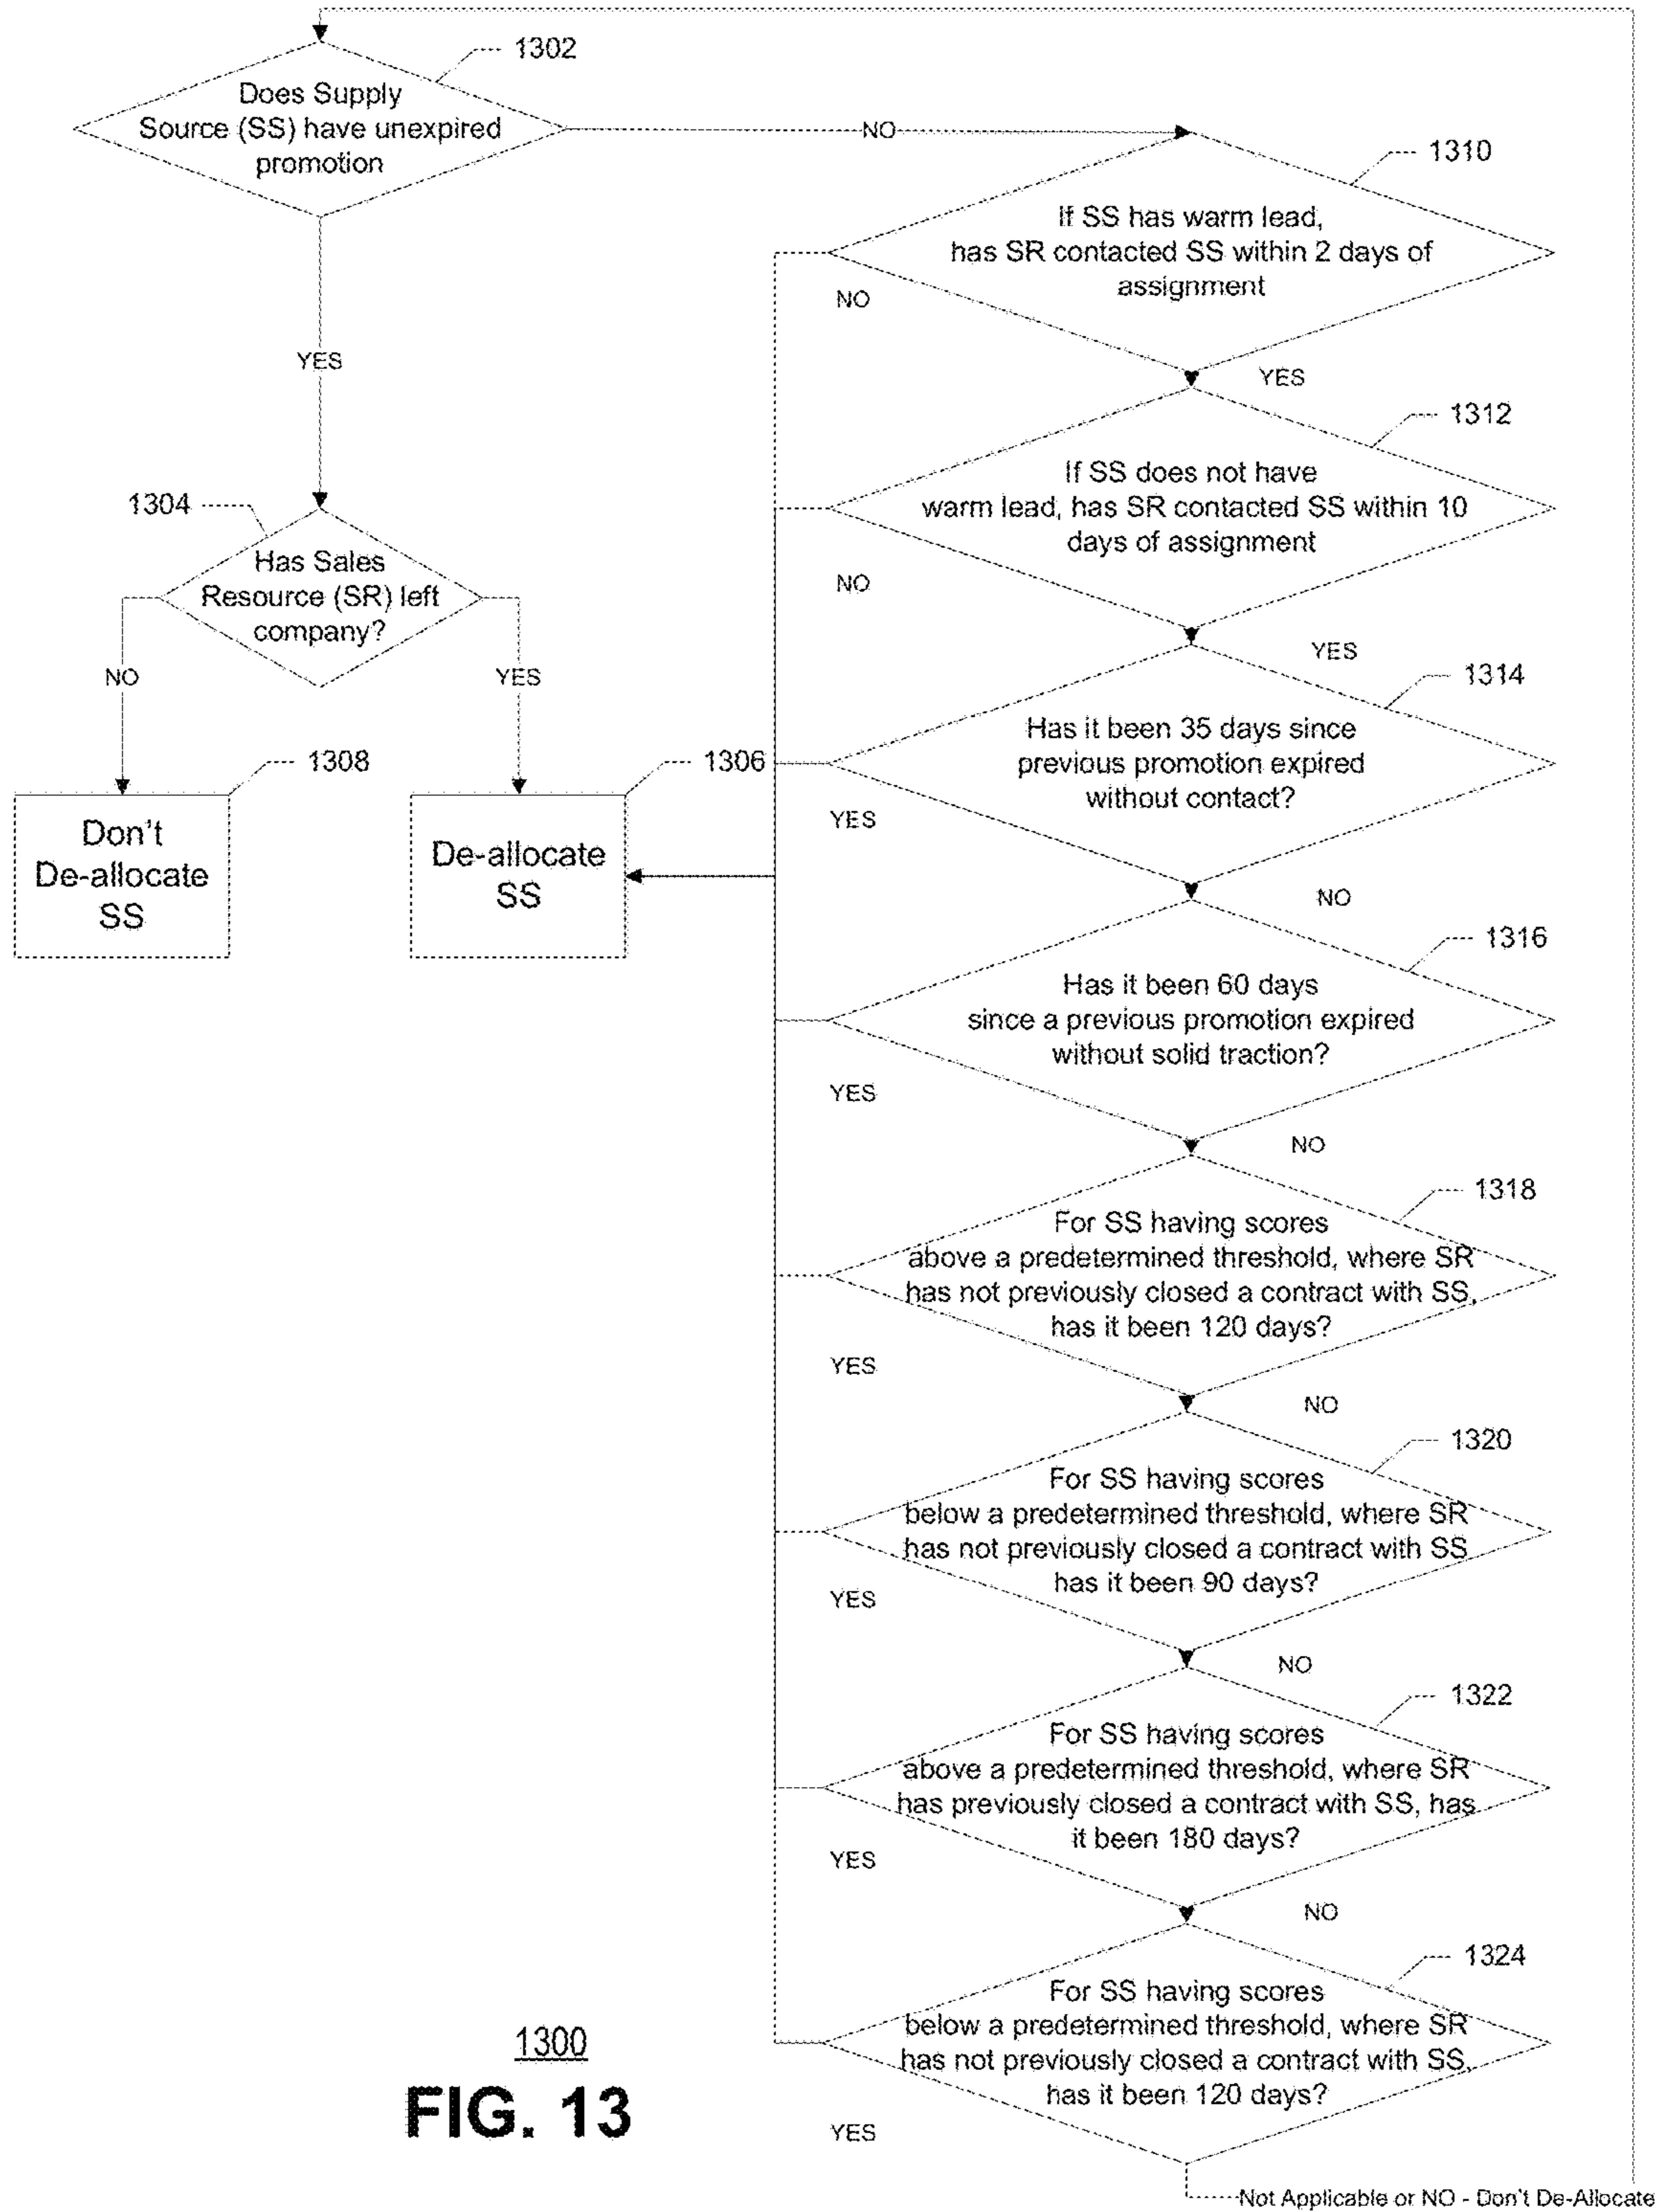 1302
Does Supply
Source (SS) have unexpired
promotion
NO
YES
1304
Has Sales
Resource (SR) left
company?
NO
YES
1308
Don't
De-allocate
SS
1306
De-allocate
SS
1310
If SS has warm lead,
has SR contacted SS within 2 days of
assignment
NO
YES
1312
If SS does not have
warm lead, has SR contacted SS within 10
days of assignment
NO
YES
1314
Has it been 35 days since
previous promotion expired
without contact?
YES
NO
1316
Has it been 60 days
since a previous promotion expired
without solid traction?
YES
NO
1318
For SS having scores
above a predetermined threshold, where SR
has not previously closed a contract with SS,
has it been 120 days?
YES
NO
1320
For SS having scores
below a predetermined threshold, where SR
has not previously closed a contract with SS
has it been 90 days?
YES
NO
1322
For SS having scores
above a predetermined threshold, where SR
has previously closed a contract with SS, has
it been 180 days?
YES
NO
1324
For SS having scores
below a predetermined threshold, where SR
has not previously closed a contract with SS,
has it been 120 days?
YES
Not Applicable or NO - Don't De-Allocate
1300
FIG. 13